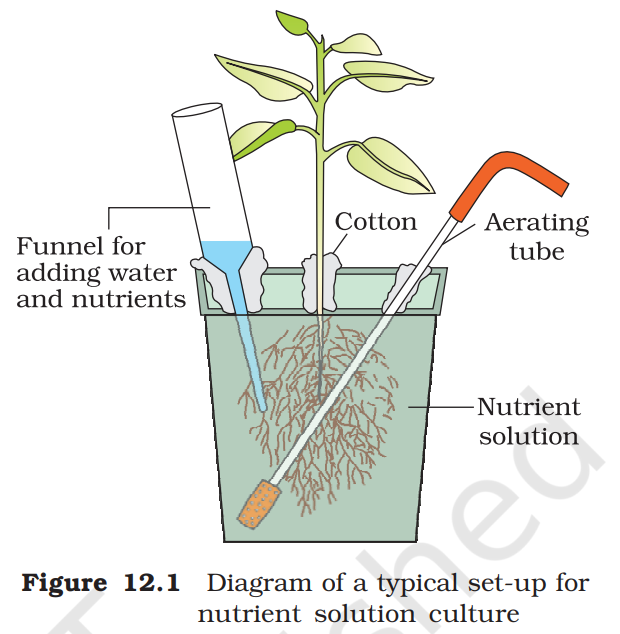 Cotton
Aerating
tube
Funnel for
adding water
and nutrients
Nutrient
solution
Figure 12.1 Diagram of a typical set-up for
nutrient solution culture